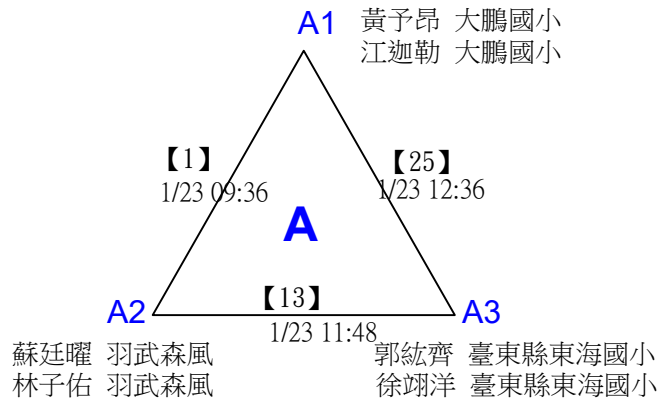 A1 黃予昂 大鵬國小
江迦勒 大鵬國小
【1】 【25】
1/23 09:36 1/23 12:36
A
A2 【13】 A3
1/23 11:48
蘇廷曜 羽武森風 郭紘齊 臺東縣東海國小
林子佑 羽武森風 徐翊洋 臺東縣東海國小